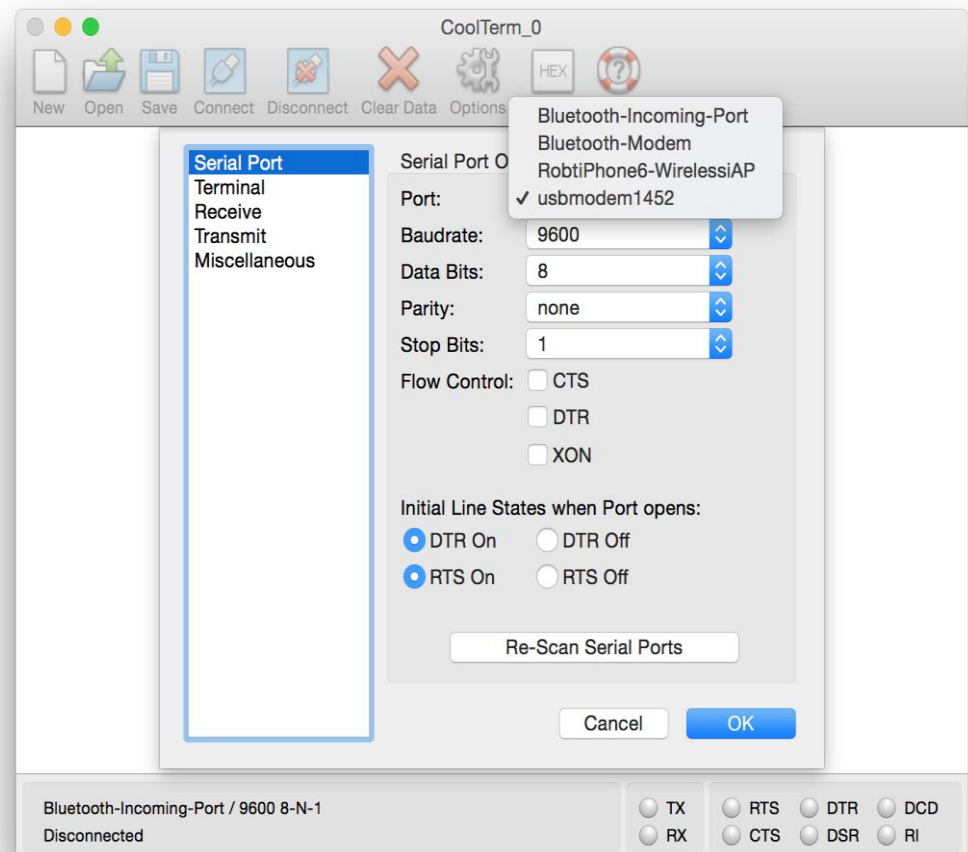 CoolTerm_0
New Open Save Connect Disconnect Clear Data Options HEX
Bluetooth-Incoming-Port
Bluetooth-Modem
RobtiPhone6-WirelessiAP
✓ usbmodem1452
Serial Port
Terminal
Receive
Transmit
Miscellaneous
Serial Port O
Port:
Baudrate: 9600
Data Bits: 8
Parity: none
Stop Bits: 1
Flow Control: CTS
DTR
XON
Initial Line States when Port opens:
DTR On DTR Off
RTS On RTS Off
Re-Scan Serial Ports
Cancel OK
Bluetooth-Incoming-Port / 9600 8-N-1
Disconnected
TX RTS DTR DCD
RX CTS DSR RI